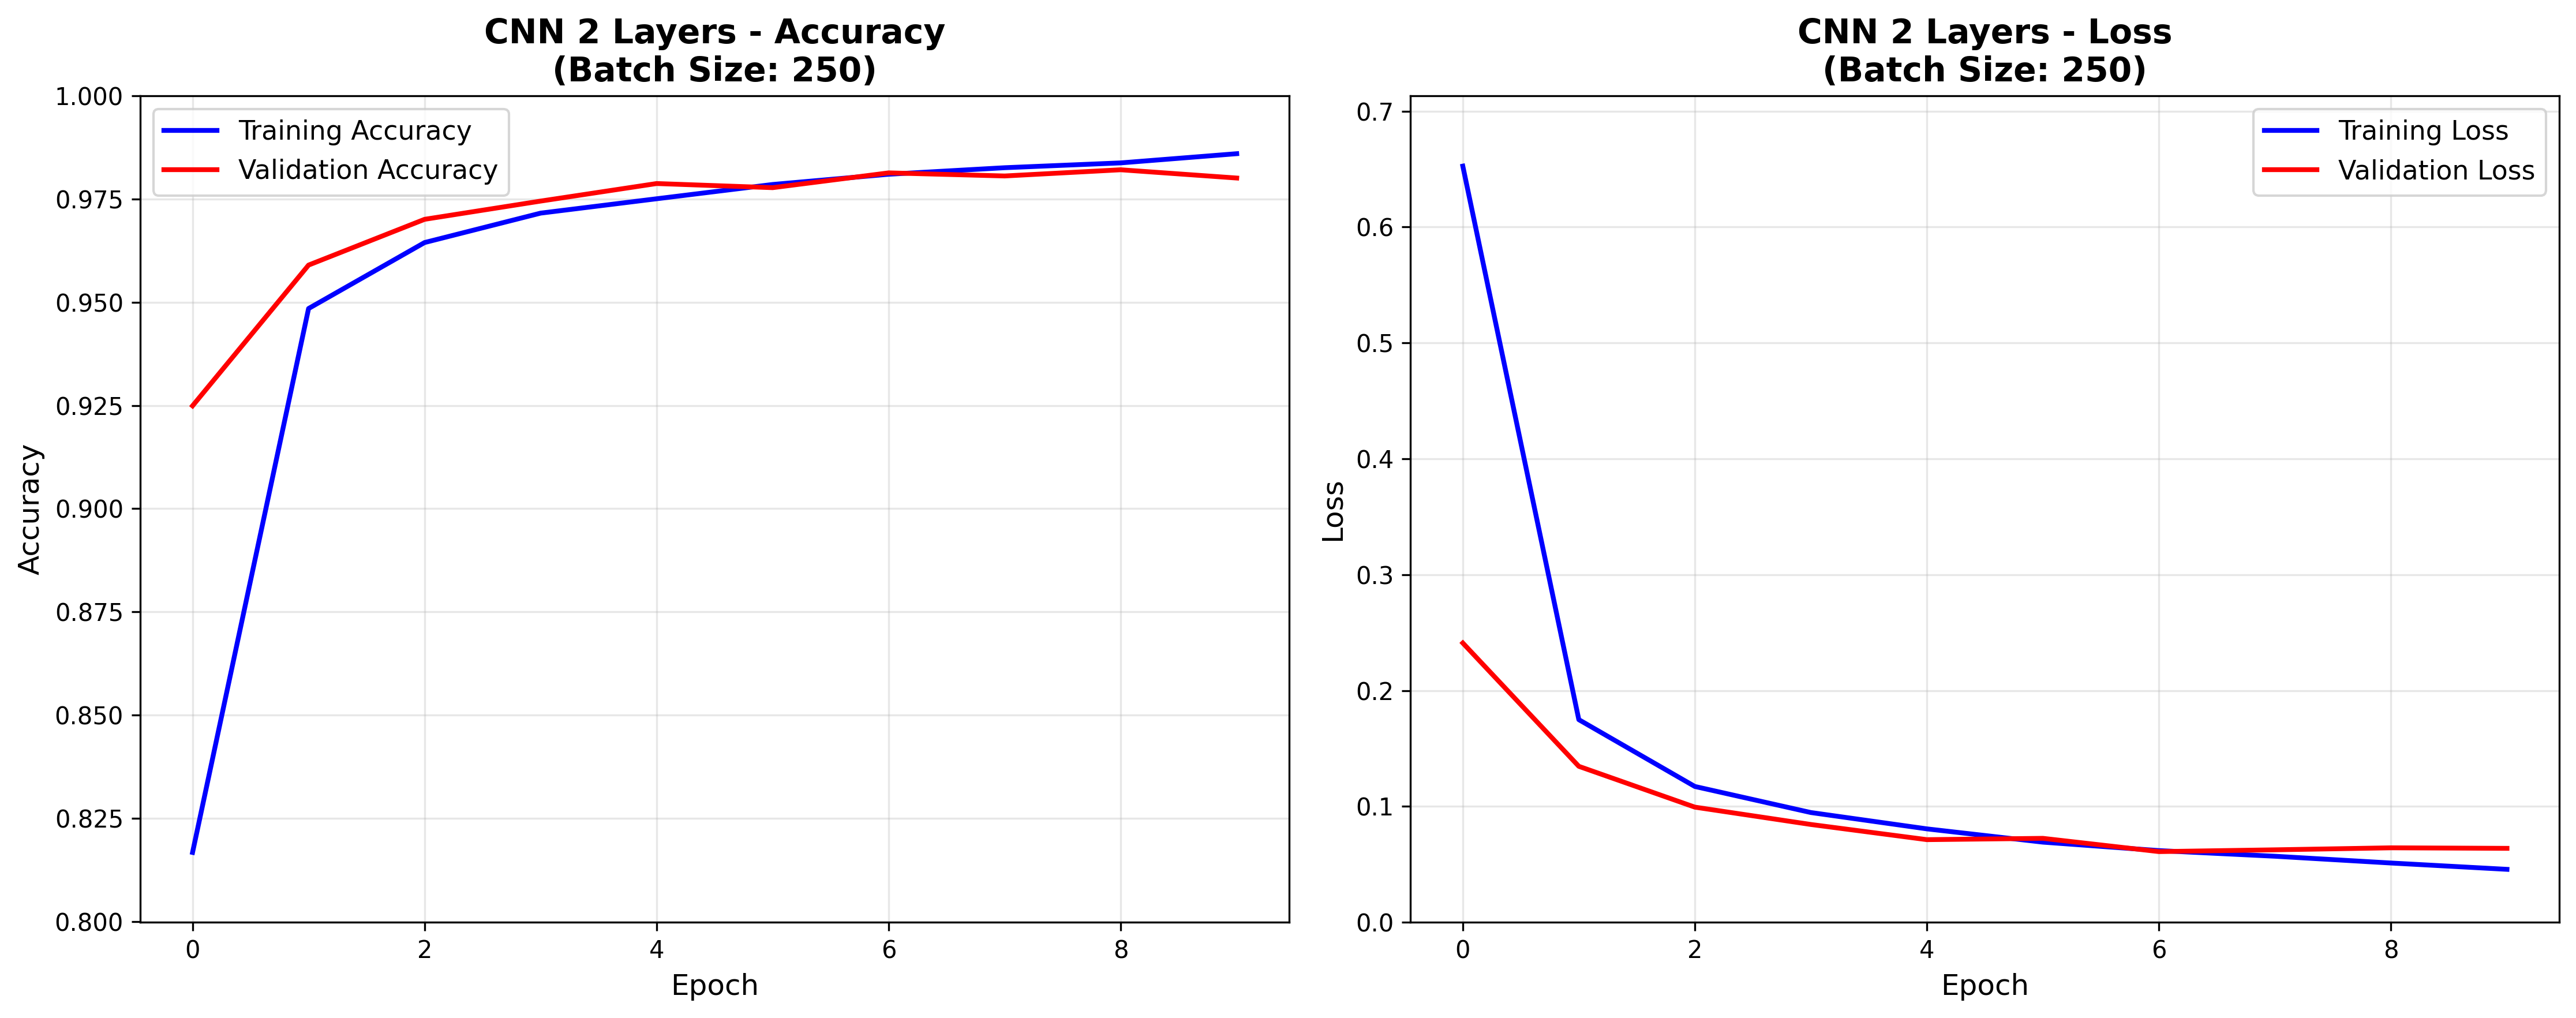 CNN 2 Layers - Accuracy
(Batch Size: 250)
Training Accuracy
Validation Accuracy
Accuracy
1.000
0.975
0.950
0.925
0.900
0.875
0.850
0.825
0.800
0 2 4 6 8
Epoch
CNN 2 Layers - Loss
(Batch Size: 250)
Training Loss
Validation Loss
Loss
0.7
0.6
0.5
0.4
0.3
0.2
0.1
0.0
0 2 4 6 8
Epoch